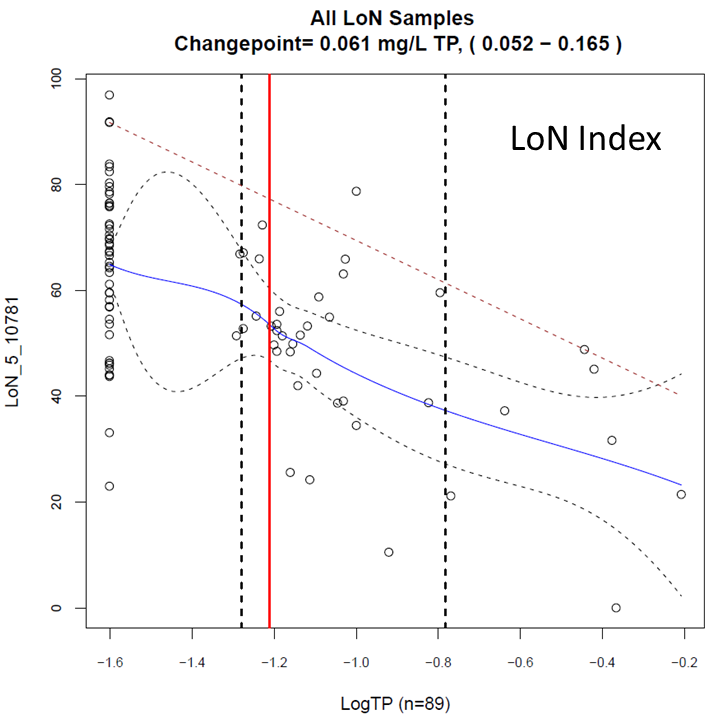 All LoN Samples
Changepoint= 0.061 mg/L TP, ( 0.052 − 0.165 )
LoN Index
LoN_5_10781
100
80
60
40
20
0
−1.6 −1.4 −1.2 −1.0 −0.8 −0.6 −0.4 −0.2
LogTP (n=89)